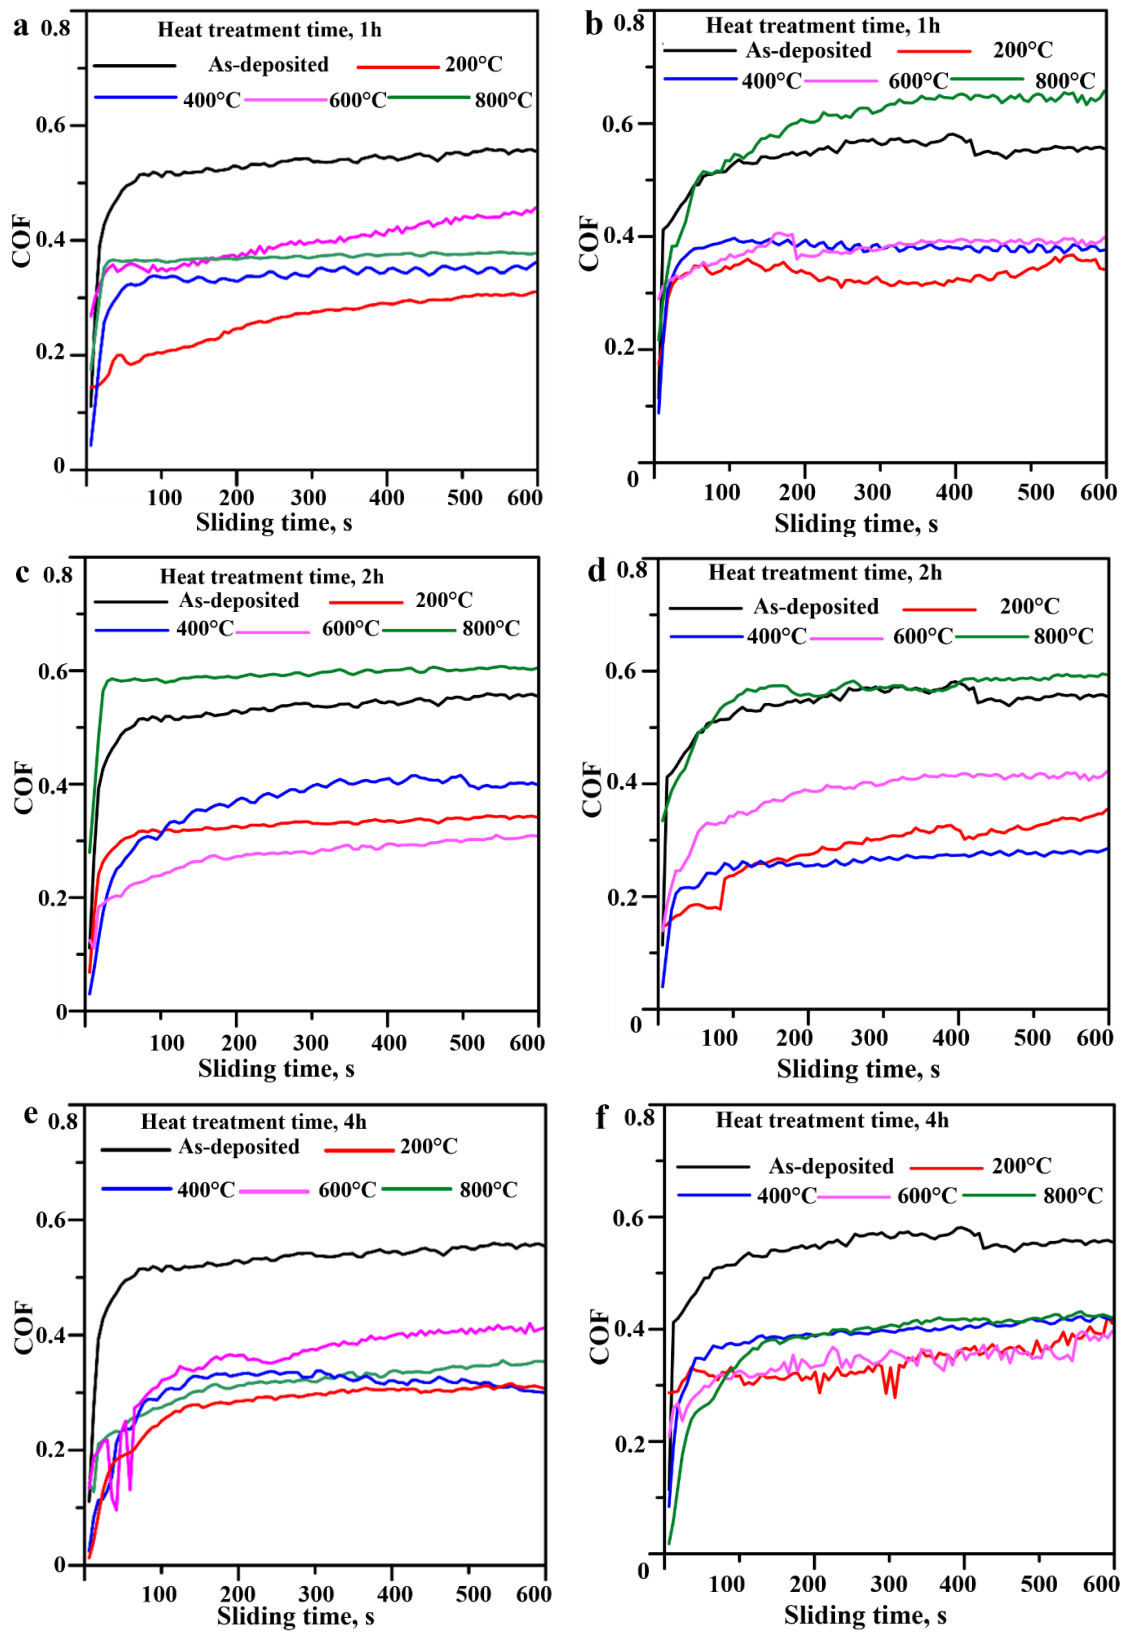 a
0.8
Heat treatment time, 1h
As-deposited 200°C
400°C 600°C 800°C
0.6
0.4
0.2
0
COF
100 200 300 400 500 600
Sliding time, s
b
0.8
Heat treatment time, 1h
As-deposited 200°C
400°C 600°C 800°C
0.6
0.4
0.2
0
COF
100 200 300 400 500 600
Sliding time, s
c
0.8
Heat treatment time, 2h
As-deposited 200°C
400°C 600°C 800°C
0.6
0.4
0.2
0
COF
100 200 300 400 500 600
Sliding time, s
d
0.8
Heat treatment time, 2h
As-deposited 200°C
400°C 600°C 800°C
0.6
0.4
0.2
0
COF
100 200 300 400 500 600
Sliding time, s
e
0.8
Heat treatment time, 4h
As-deposited 200°C
400°C 600°C 800°C
0.6
0.4
0.2
0
COF
100 200 300 400 500 600
Sliding time, s
f
0.8
Heat treatment time, 4h
As-deposited 200°C
400°C 600°C 800°C
0.6
0.4
0.2
0
COF
100 200 300 400 500 600
Sliding time, s